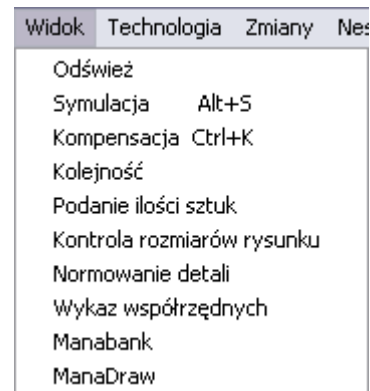 Widok Technologia Zmiany Nes
Odśwież
Symulacja Alt+S
Kompensacja Ctrl+K
Kolejność
Podanie ilości sztuk
Kontrola rozmiarów rysunku
Normowanie detali
Wykaz współrzędnych
Manabank
ManaDraw